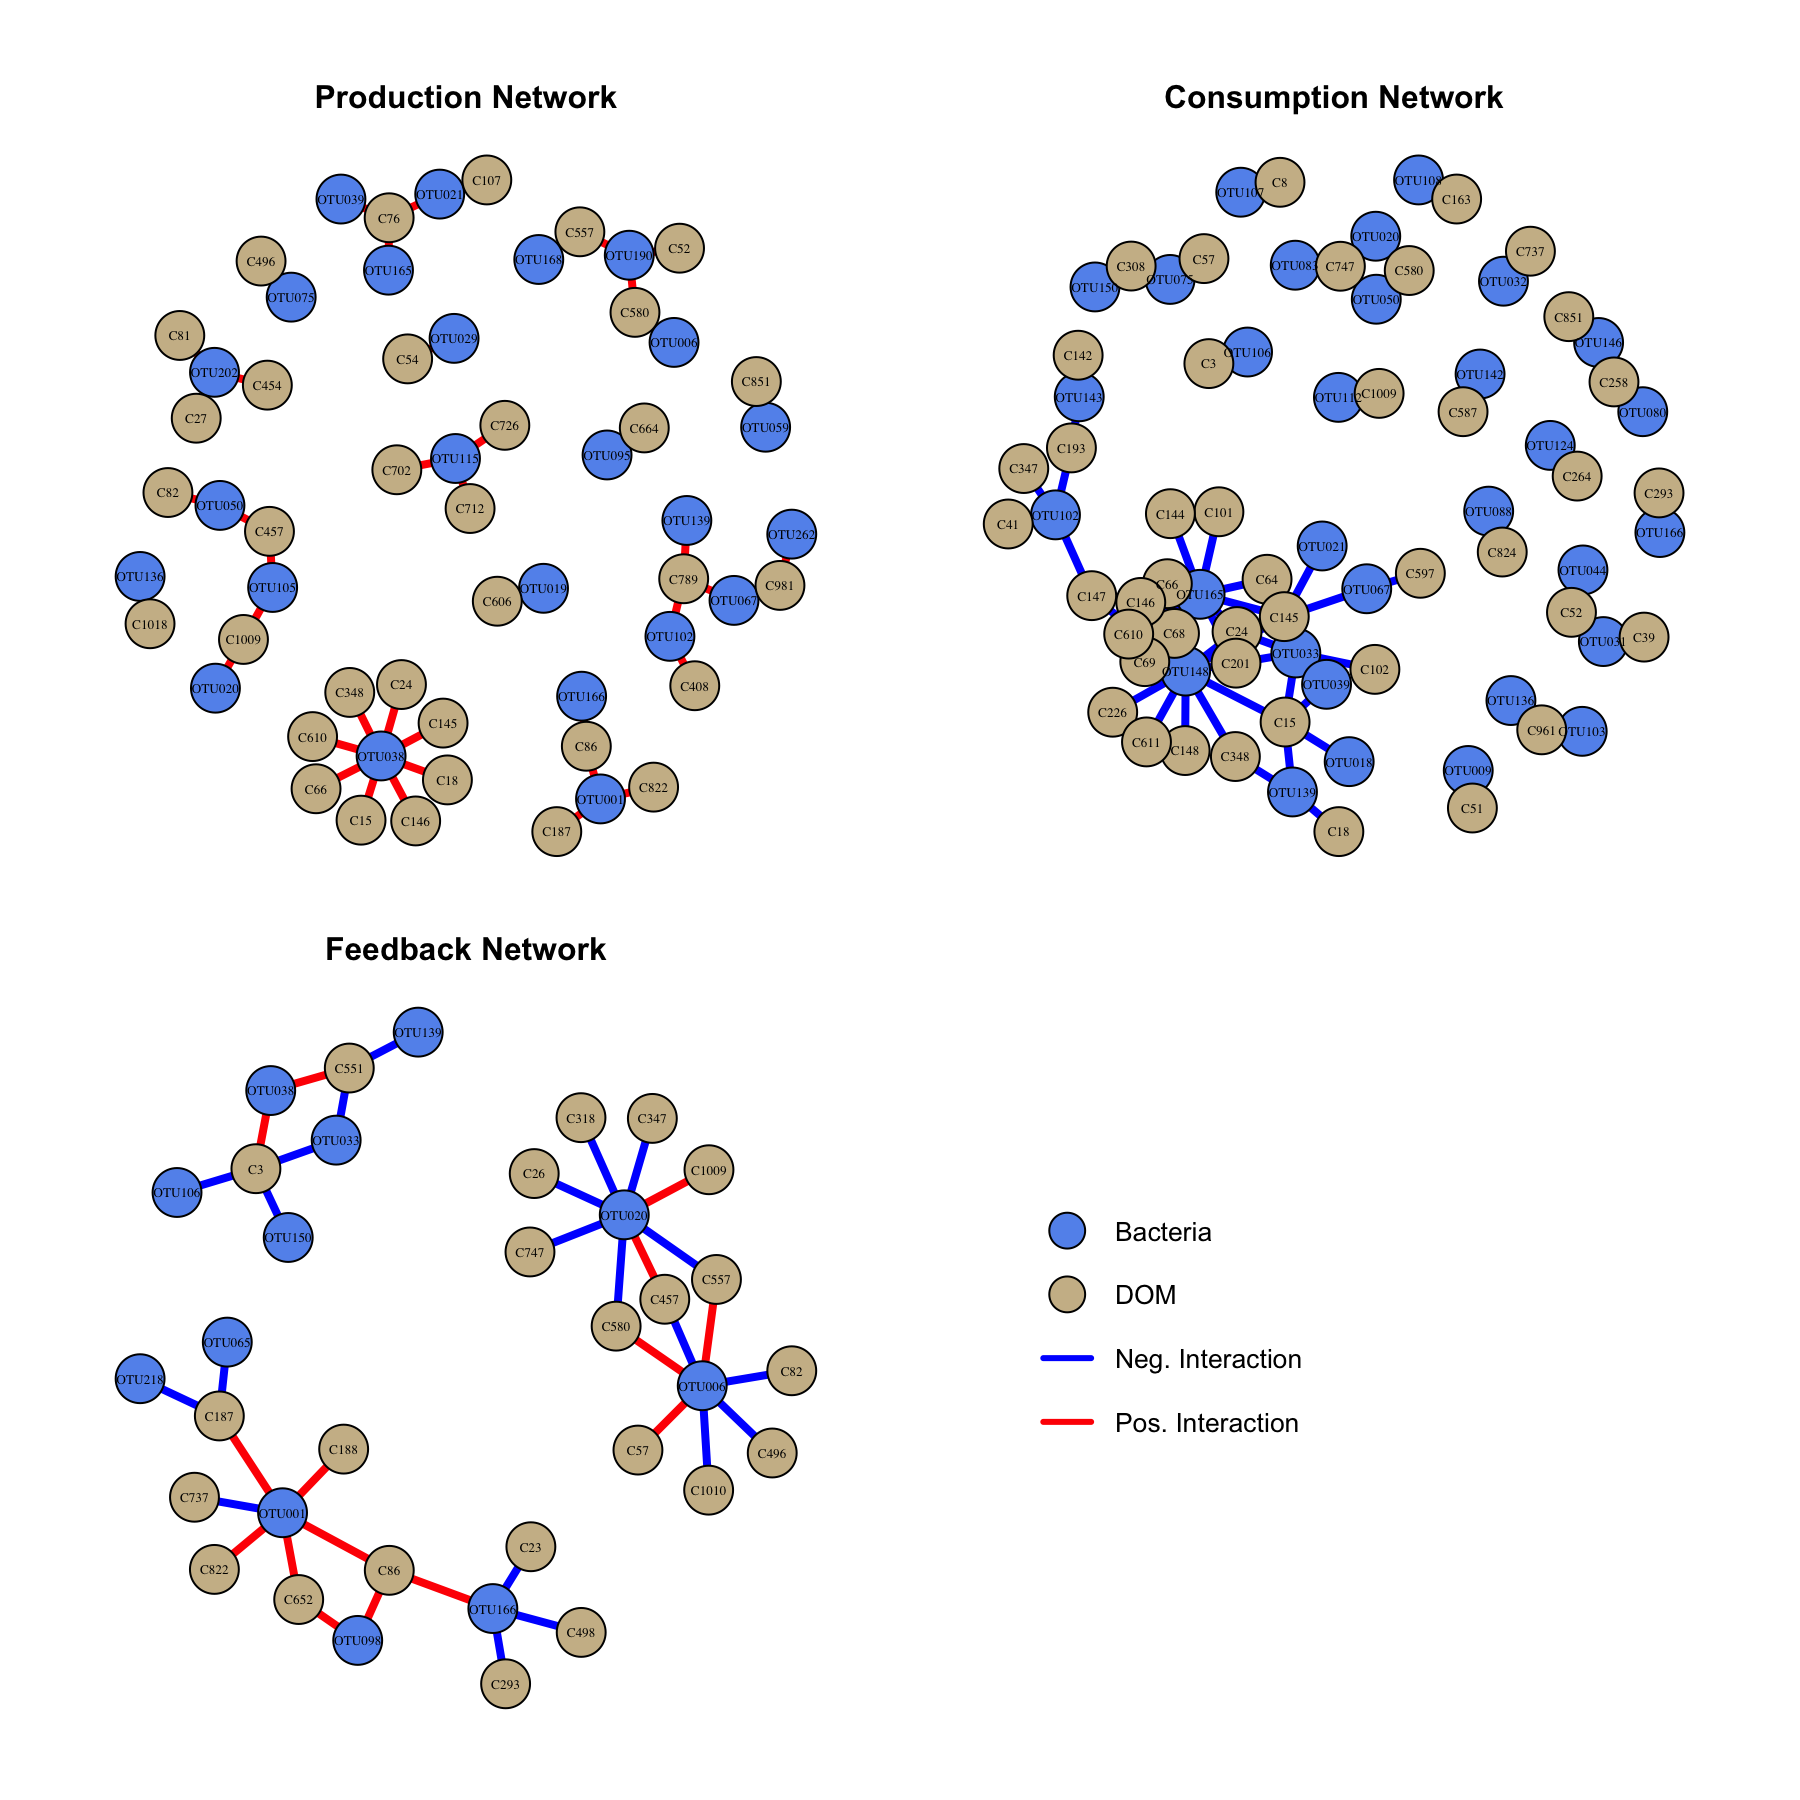 Production Network
Consumption Network
C107
OTU039
OTU021
C76
C557
OTU190
C52
OTU168
C496
OTU165
OTU075
C580
OTU006
C81
OTU029
C54
OTU202
C454
C27
C851
OTU059
C726
C664
OTU115
OTU095
C702
C712
C82
OTU050
C457
OTU139
OTU262
OTU136
OTU105
C789
C981
C606
OTU019
OTU067
C1018
C1009
OTU102
OTU020
C408
C348
C24
OTU166
C610
C145
C86
OTU038
C66
C18
C822
OTU001
C15
C146
C187
OTU107
C8
OTU108
C163
OTU020
C57
C737
C308
OTU083
C747
C580
OTU150
OTU075
OTU050
OTU032
C851
OTU146
C142
C3
OTU106
C258
OTU142
OTU143
OTU112
C1009
C587
OTU080
C193
OTU124
C347
C264
C293
C41
OTU102
C144
C101
OTU088
OTU166
OTU021
C824
OTU044
C597
C66
C64
OTU067
C147
C146
OTU165
C52
C145
C610
C68
C24
OTU031
C39
C69
OTU148
C201
OTU033
C102
OTU039
C226
C15
OTU136
C961
OTU103
C611
C148
C348
OTU018
OTU009
OTU139
C51
C18
Feedback Network
OTU139
C551
OTU038
C318
C347
OTU033
C3
C26
C1009
OTU106
OTU020
OTU150
C747
C557
C457
C580
OTU065
OTU218
C82
OTU006
C187
C188
C57
C496
C737
C1010
OTU001
C23
C822
C86
C652
OTU166
OTU098
C498
C293
Bacteria
DOM
Neg. Interaction
Pos. Interaction